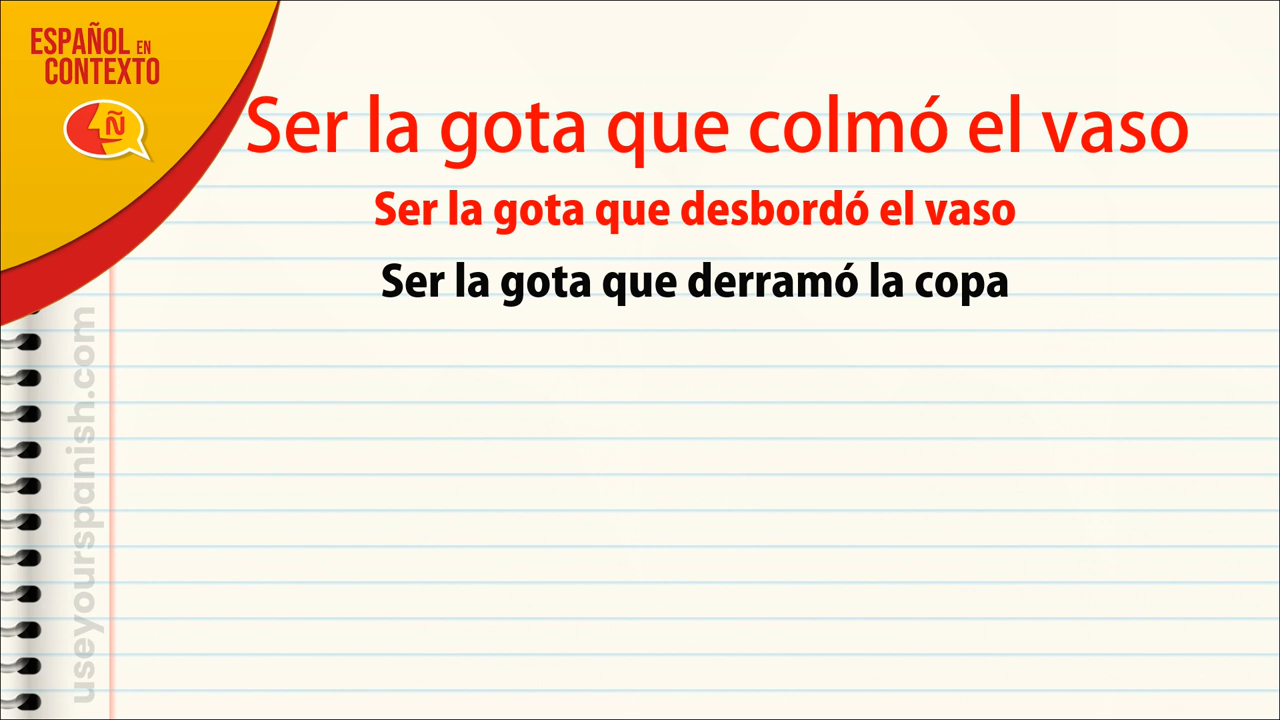 ESPAÑOL EN
CONTEXTO
Ñ
Ser la gota que colmó el vaso
Ser la gota que desbordó el vaso
Ser la gota que derramó la copa
useyourspanish.com